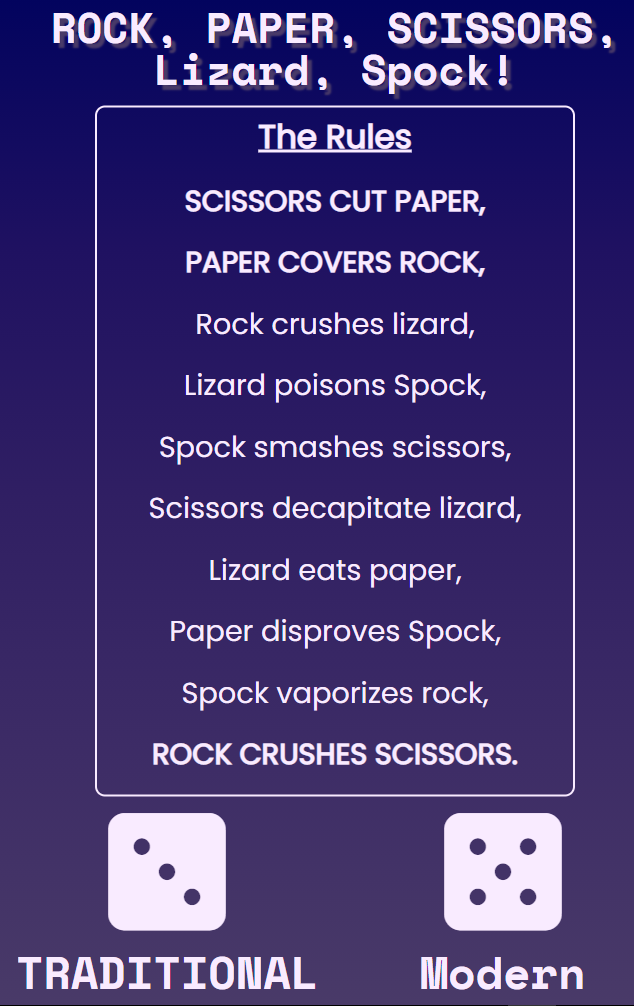 ROCK, PAPER, SCISSORS,
Lizard, Spock!
The Rules
SCISSORS CUT PAPER,
PAPER COVERS ROCK,
Rock crushes lizard,
Lizard poisons Spock,
Spock smashes scissors,
Scissors decapitate lizard,
Lizard eats paper,
Paper disproves Spock,
Spock vaporizes rock,
ROCK CRUSHES SCISSORS.
TRADITIONAL Modern